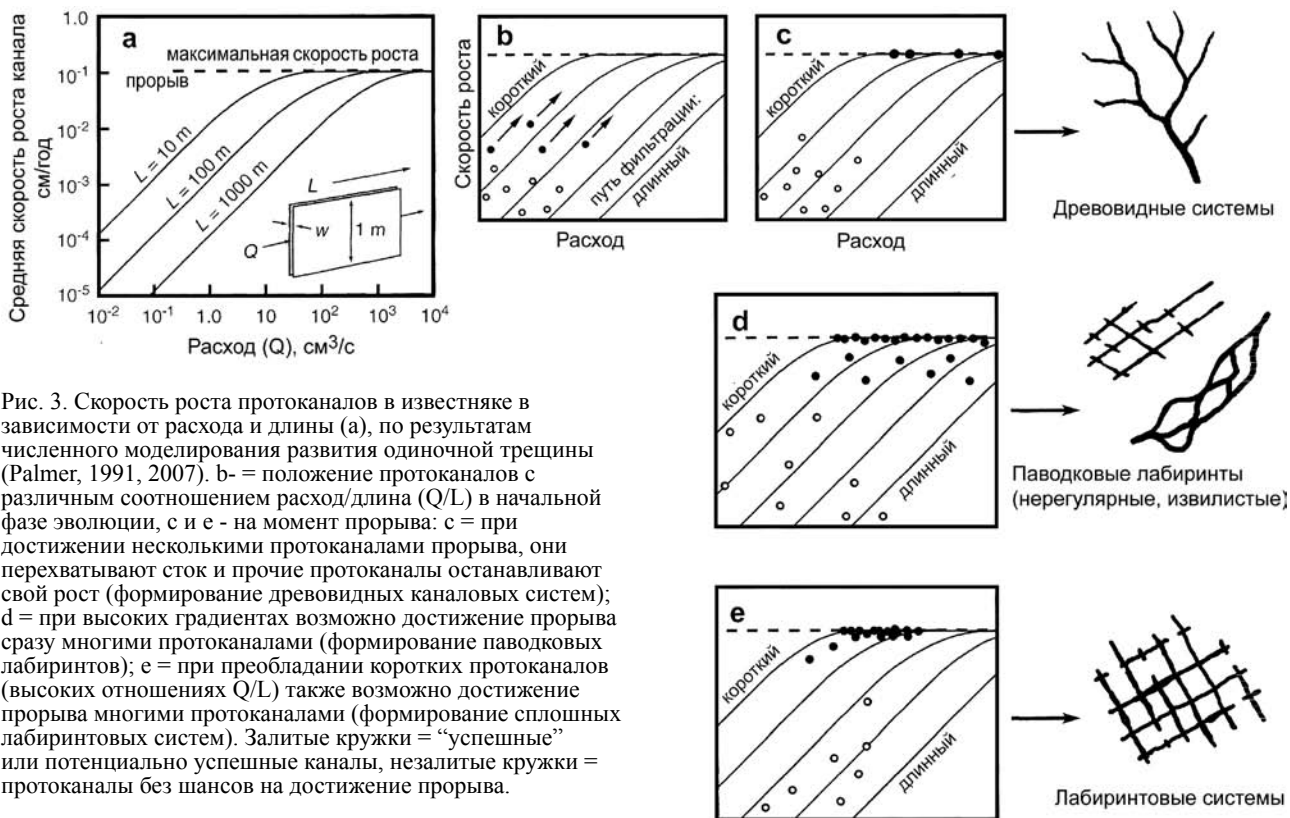 Средняя скорость роста канала
см/год
1.0
10-1
10-2
10-3
10-4
10-5
a
максимальная скорость роста
прорыв
L = 10 m
L = 100 m
L = 1000 m
L
w
1 m
Q
10-2
10-1
1.0
10
102
103
104
Расход (Q), см3/с
Скорость роста
b
короткий
путь фильтрации:
длинный
Расход
c
короткий
длинный
Расход
Древовидные системы
d
короткий
длинный
Паводковые лабиринты
(нерегулярные, извилистые)
e
короткий
длинный
Лабиринтовые системы
Рис. 3. Скорость роста протоканалов в известняке в
зависимости от расхода и длины (a), по результатам
численного моделирования развития одиночной трещины
(Palmer, 1991, 2007). b- = положение протоканалов с
различным соотношением расход/длина (Q/L) в начальной
фазе эволюции, c и e - на момент прорыва: c = при
достижении несколькими протоканалами прорыва, они
перехватывают сток и прочие протоканалы останавливают
свой рост (формирование древовидных каналовых систем);
d = при высоких градиентах возможно достижение прорыва
сразу многими протоканалами (формирование паводковых
лабиринтов); e = при преобладании коротких протоканалов
(высоких отношениях Q/L) также возможно достижение
прорыва многими протоканалами (формирование сплошных
лабиринтовых систем). Залитые кружки = “успешные”
или потенциально успешные каналы, незалитые кружки =
протоканалы без шансов на достижение прорыва.